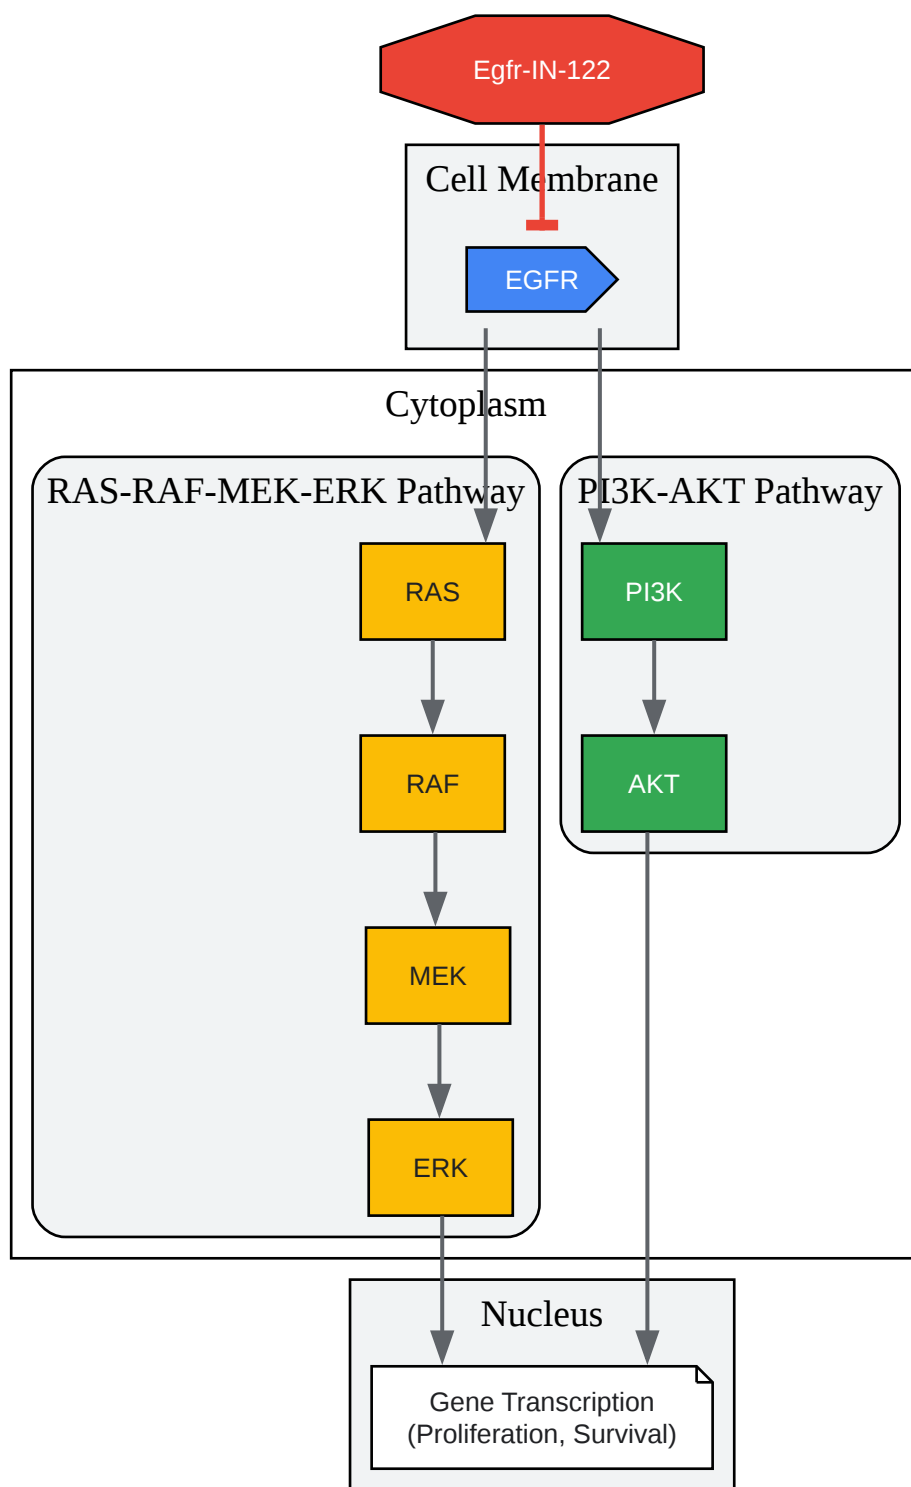 Egfr-IN-122
Cell Membrane
EGFR
Cytoplasm
RAS-RAF-MEK-ERK Pathway
PI3K-AKT Pathway
RAS
PI3K
RAF
AKT
MEK
ERK
Nucleus
Gene Transcription
(Proliferation, Survival)